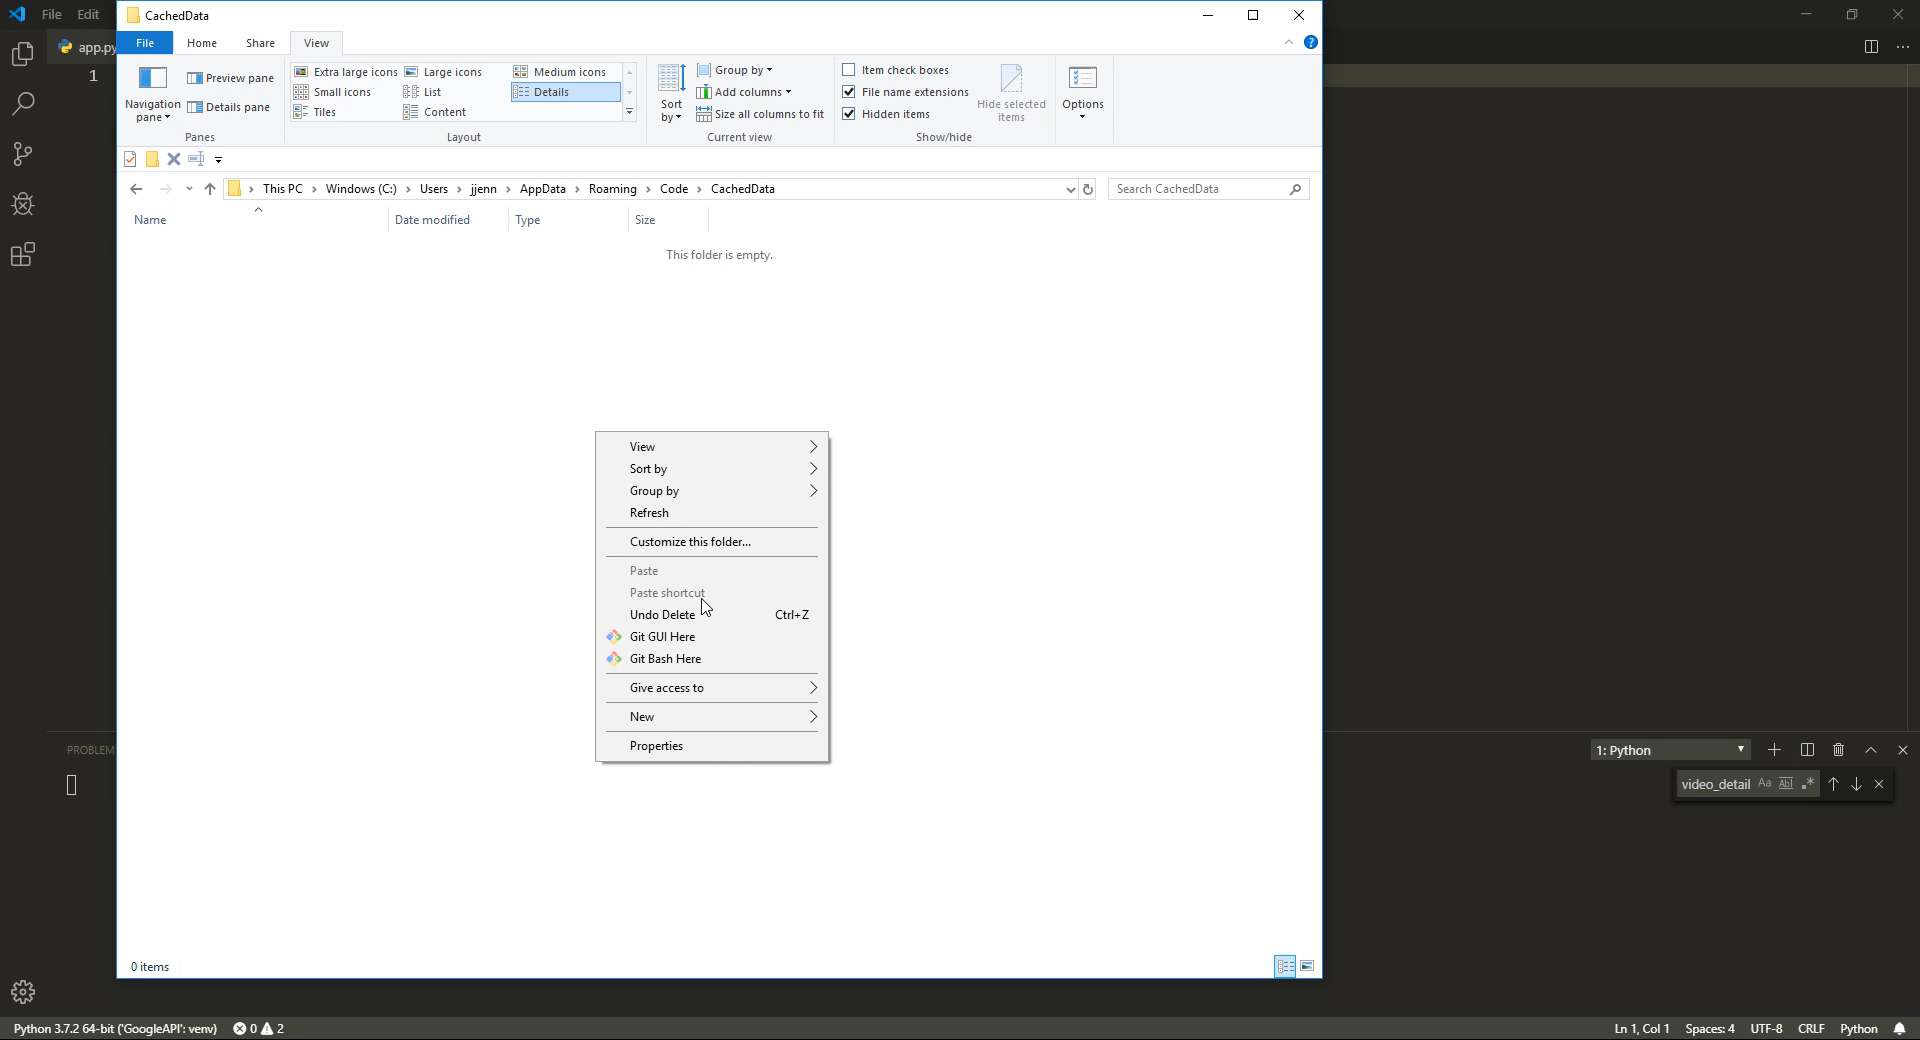 File Edit
CachedData
File Home Share View
app.py
1
Navigation pane
Preview pane
Details pane
Panes
Extra large icons Large icons Medium icons
Small icons List Details
Tiles Content
Layout
Sort by
Group by
Add columns
Size all columns to fit
Current view
Item check boxes
File name extensions
Hidden items
Hide selected items
Show/hide
Options
This PC > Windows (C:) > Users > jjenn > AppData > Roaming > Code > CachedData
Search CachedData
Name Date modified Type Size
This folder is empty.
View
Sort by
Group by
Refresh
Customize this folder...
Paste
Paste shortcut
Undo Delete Ctrl+Z
Git GUI Here
Git Bash Here
Give access to
New
Properties
PROBLEM
1: Python
video_detail Aa Abl .*
0 items
Python 3.7.2 64-bit ('GoogleAPI': venv) 0 2
Ln 1, Col 1 Spaces: 4 UTF-8 CRLF Python